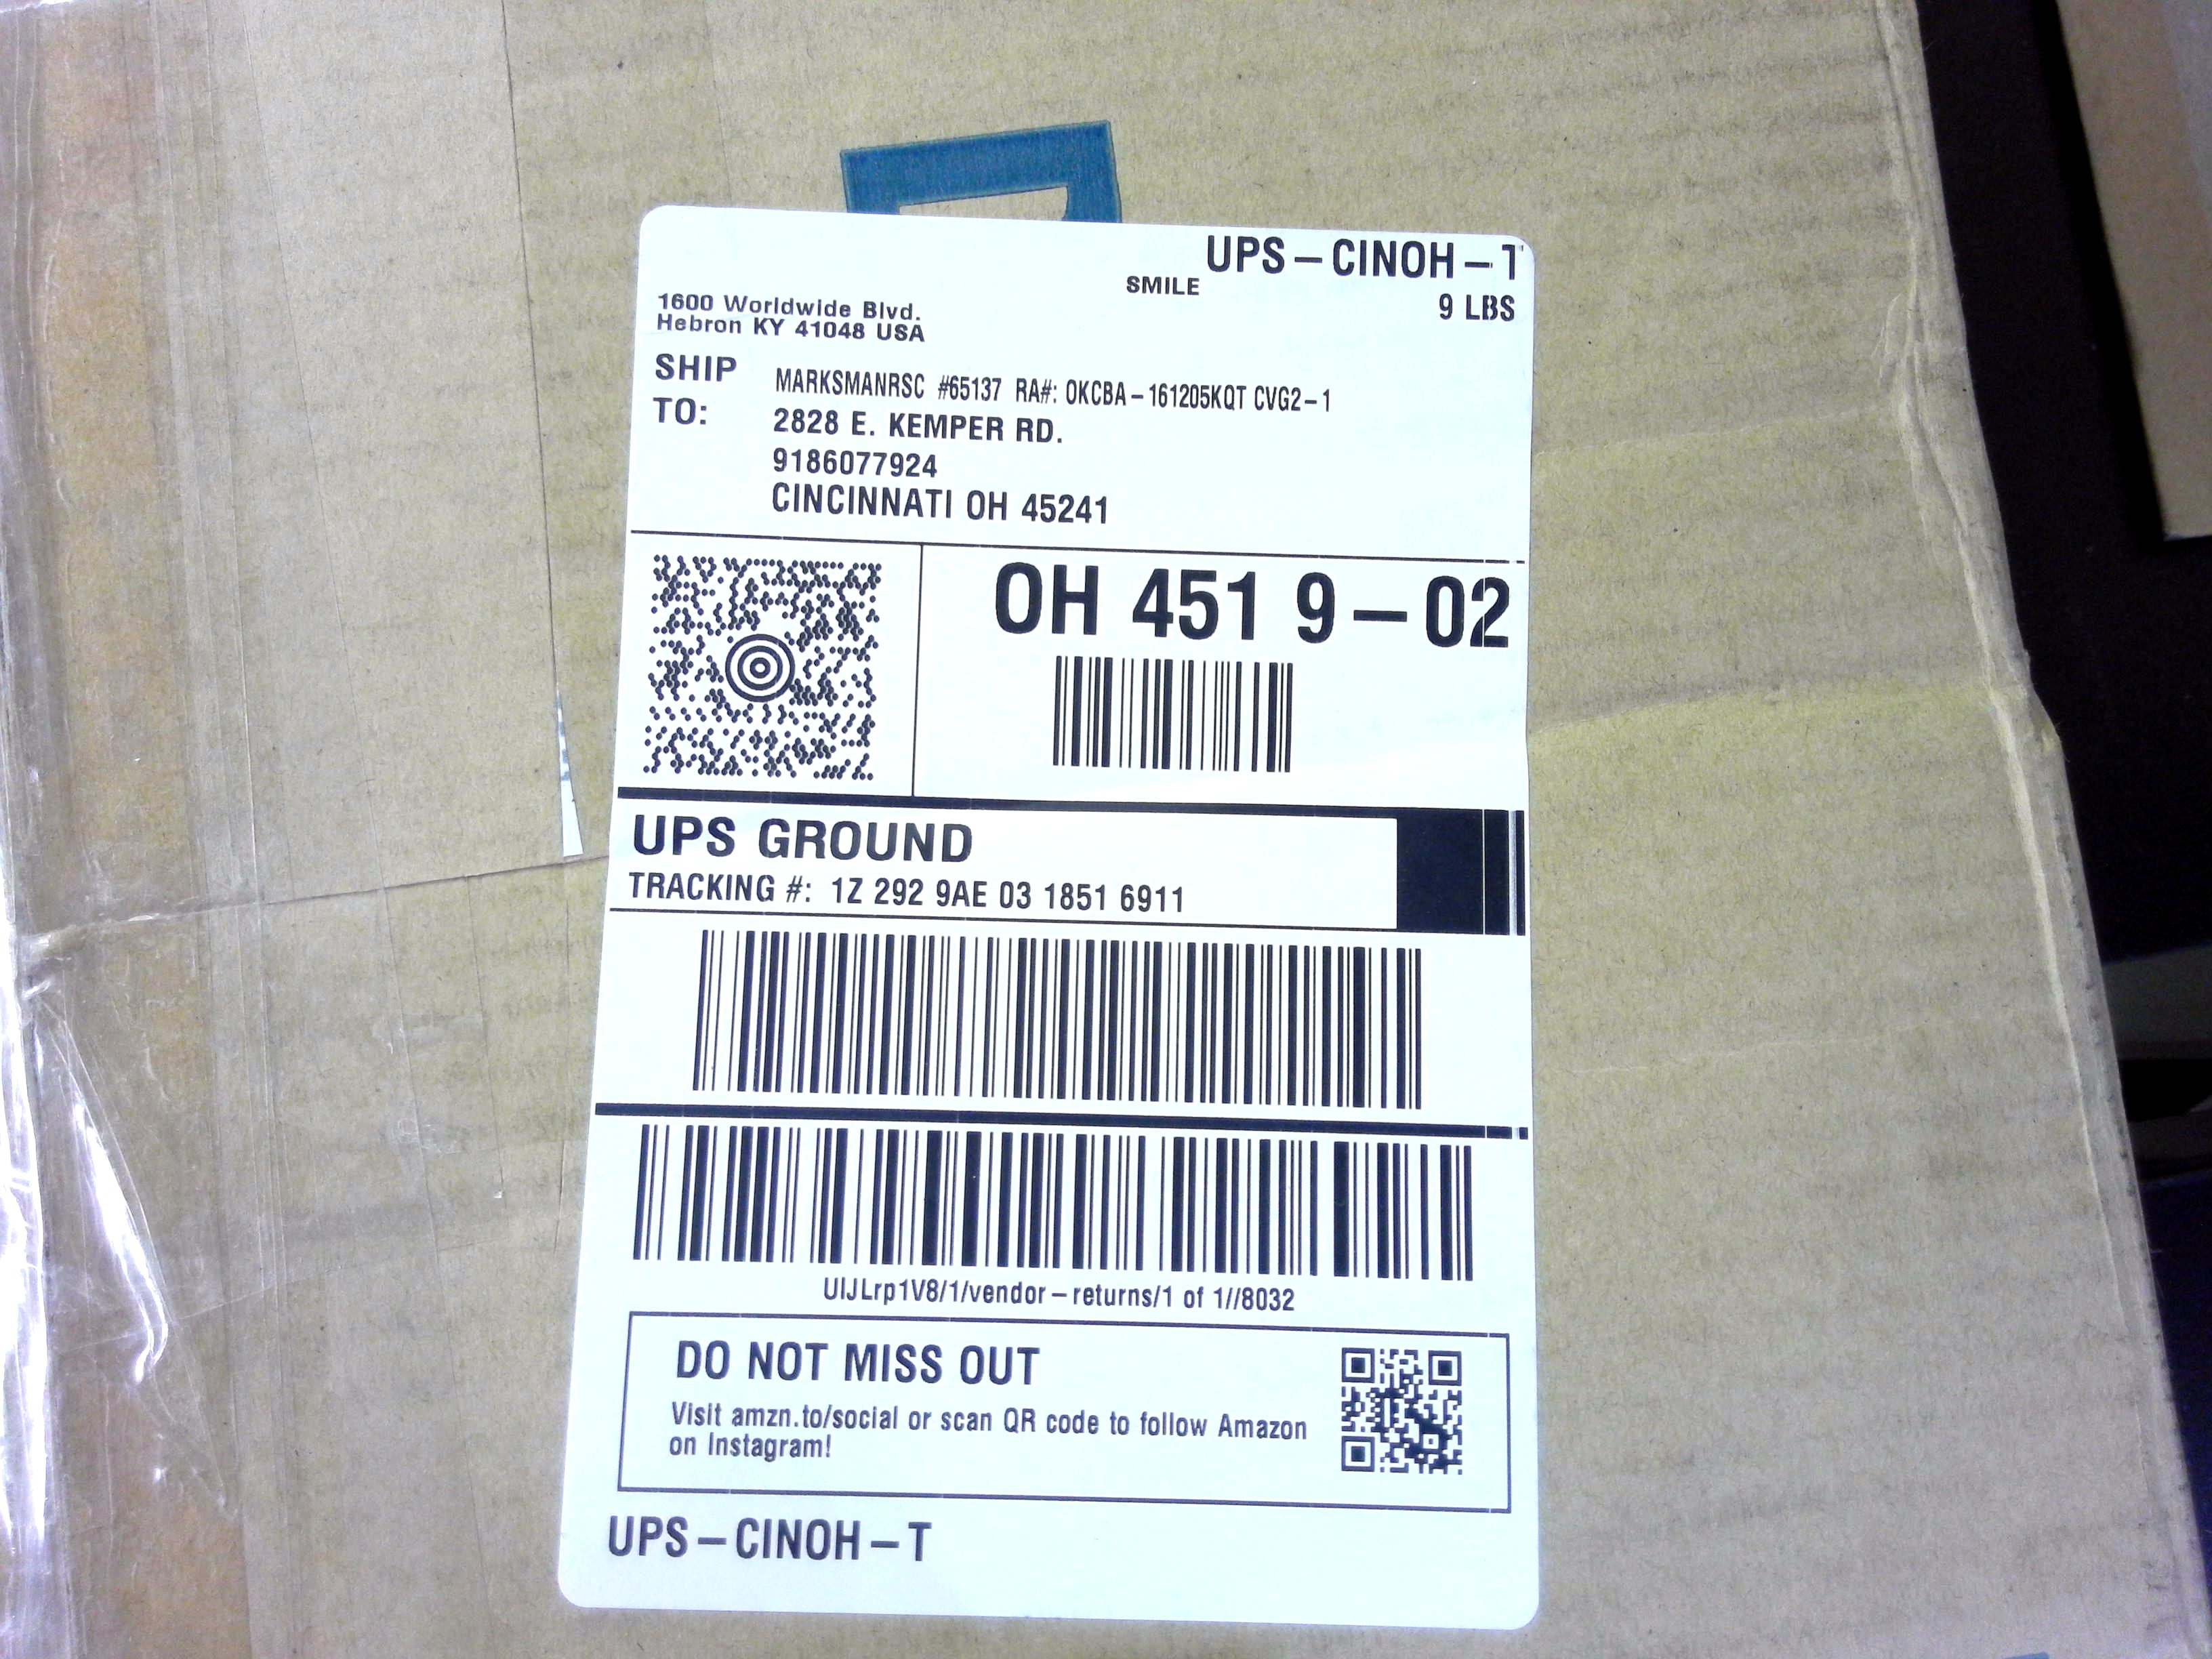 UPS-CINOH-T
SMILE
9 LBS
1600 Worldwide Blvd.
Hebron KY 41048 USA
SHIP TO:
MARKSMANRSC #65137 RA#: OKCBA-161205KQT CVG2-1
2828 E. KEMPER RD.
9186077924
CINCINNATI OH 45241
OH 451 9-02
UPS GROUND
TRACKING #: 1Z 292 9AE 03 1851 6911
UIJLrp1V8/1/vendor-returns/1 of 1//8032
DO NOT MISS OUT
Visit amzn.to/social or scan QR code to follow Amazon
on Instagram!
UPS-CINOH-T